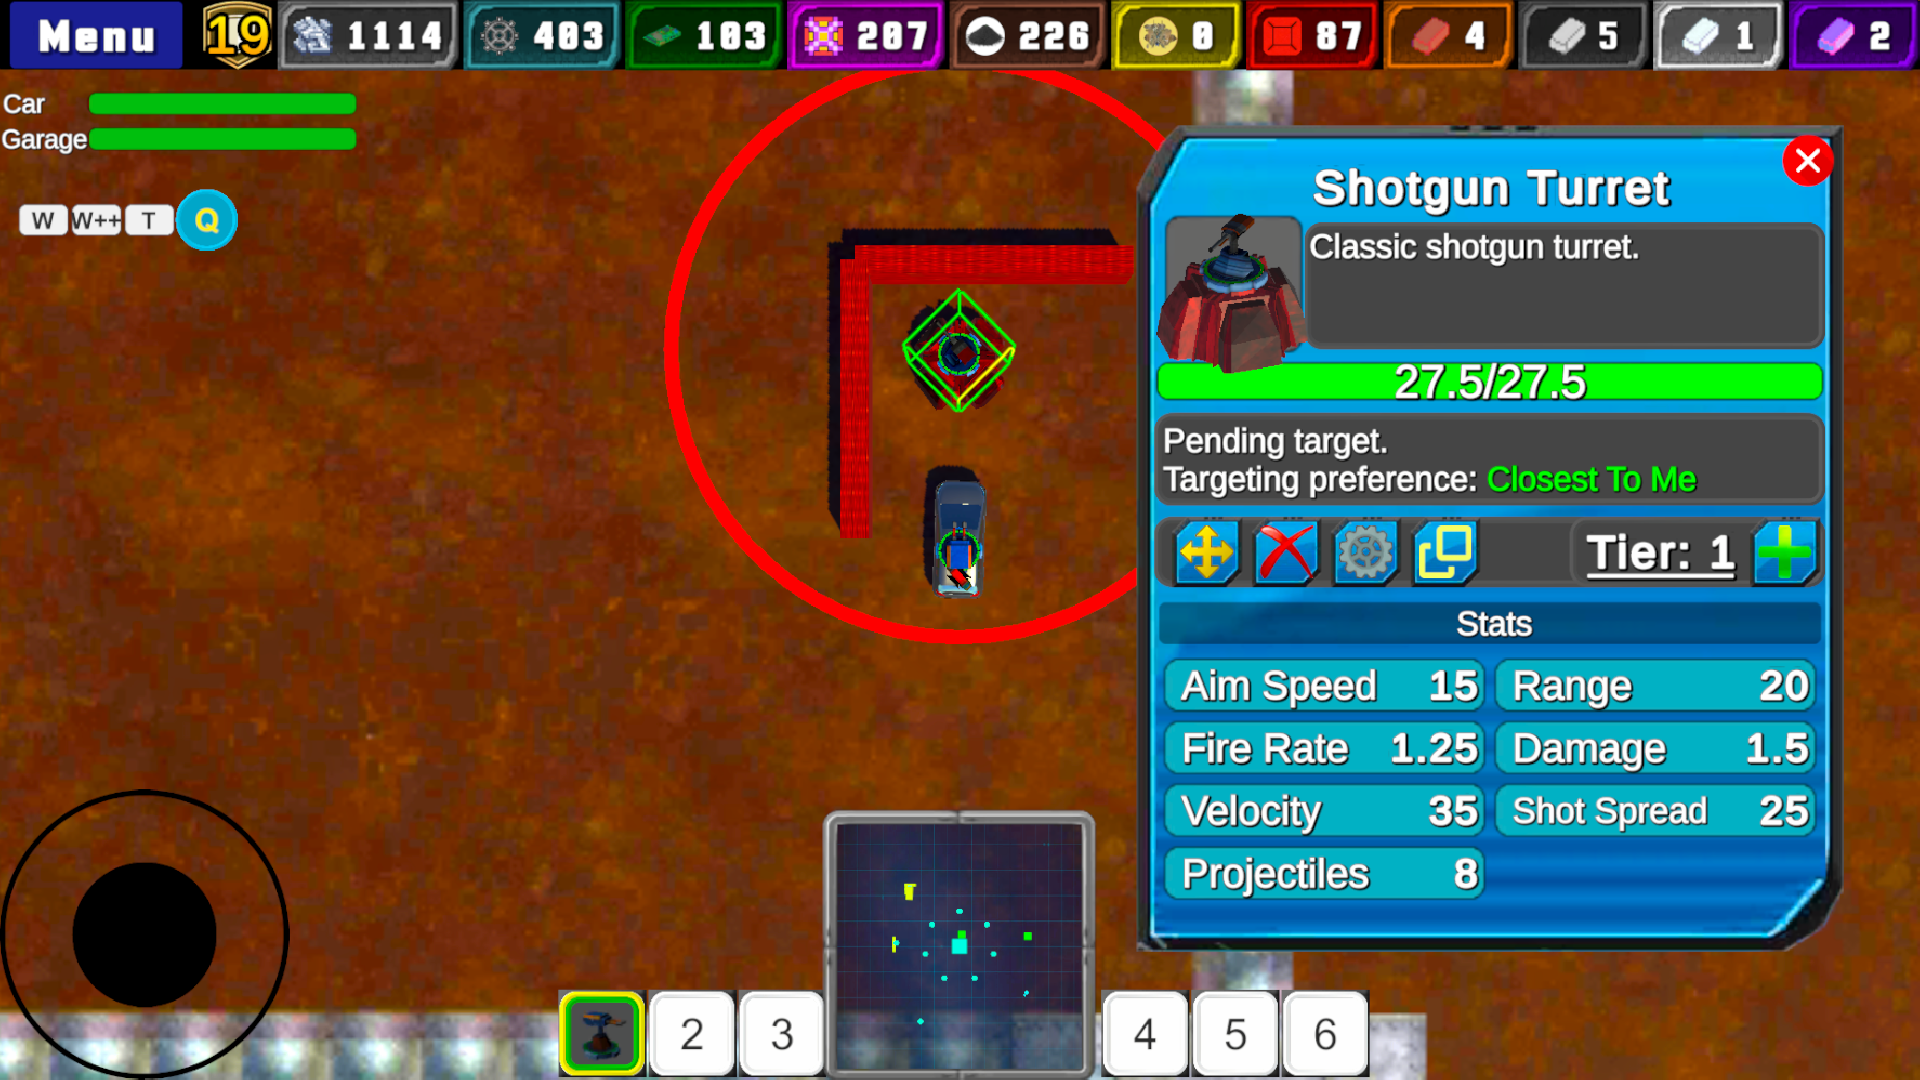 Menu 19 1114 403 103 207 226 0 87 4 5 1 2
Car
Garage
W W++ T Q
Shotgun Turret
Classic shotgun turret.
27.5/27.5
Pending target.
Targeting preference: Closest To Me
Tier: 1
Stats
Aim Speed 15 Range 20
Fire Rate 1.25 Damage 1.5
Velocity 35 Shot Spread 25
Projectiles 8
2 3 4 5 6